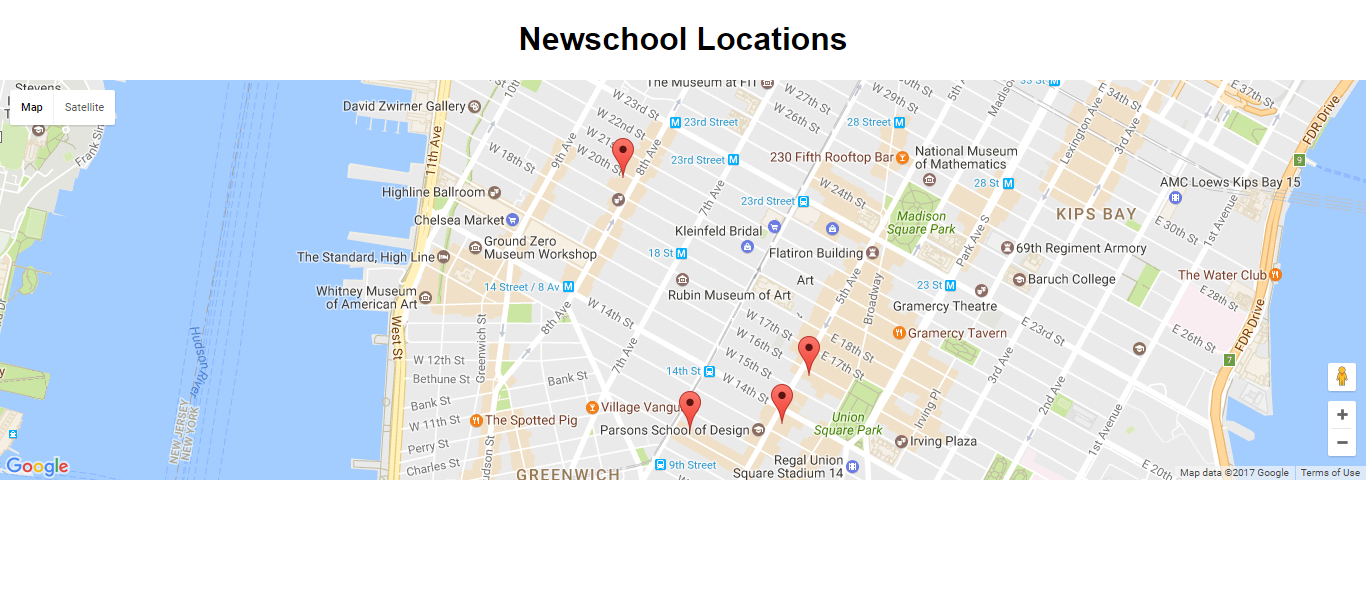 Newschool Locations
Stevens
Map
Satellite
Frank Sin
The Museum at FIT
33 St
10th
5th
Madison
E 34th St
E 37th St
FDR Drive
David Zwirner Gallery
W 23rd St
W 27th St
W 29th St
W 26th St
11th Ave
W 22nd St
23rd Street
28 Street
W 21st
9th Ave
8th Ave
W 18th St
W 20th St
23rd Street
230 Fifth Rooftop Bar
National Museum
of Mathematics
Lexington Ave
3rd Ave
9
28 St
AMC Loews Kips Bay 15
Highline Ballroom
7th Ave
23rd Street
W 24th St
KIPS BAY
Chelsea Market
Madison
Square Park
Park Ave S
1st Avenue
E 30th St
Kleinfeld Bridal
Ground Zero
Museum Workshop
18 St
Flatiron Building
69th Regiment Armory
The Standard, High Line
Art
5th Ave
Baruch College
The Water Club
Whitney Museum
of American Art
14 Street / 8 Av
Rubin Museum of Art
23 St
Broadway
Gramercy Theatre
E 28th St
W 14th St
8th Ave
W 17th St
West St
Greenwich St
W 16th St
E 18th St
Gramercy Tavern
E 23rd St
E 26th St
FDR Drive
Hudson River
7th Ave
W 15th St
E 17th St
W 12th St
14th St
3rd Ave
7
Bethune St
Bank St
W 14th St
Bank St
Village Vangu
Irving Pl
2nd Ave
W 11th St
The Spotted Pig
Parsons School of Design
Union
Square Park
1st Avenue
NEW JERSEY
NEW YORK
Perry St
Irving Plaza
Charles St
Hudson St
9th Street
Regal Union
Square Stadium 14
E 20th St
Google
GREENWICH
Map data ©2017 Google
Terms of Use